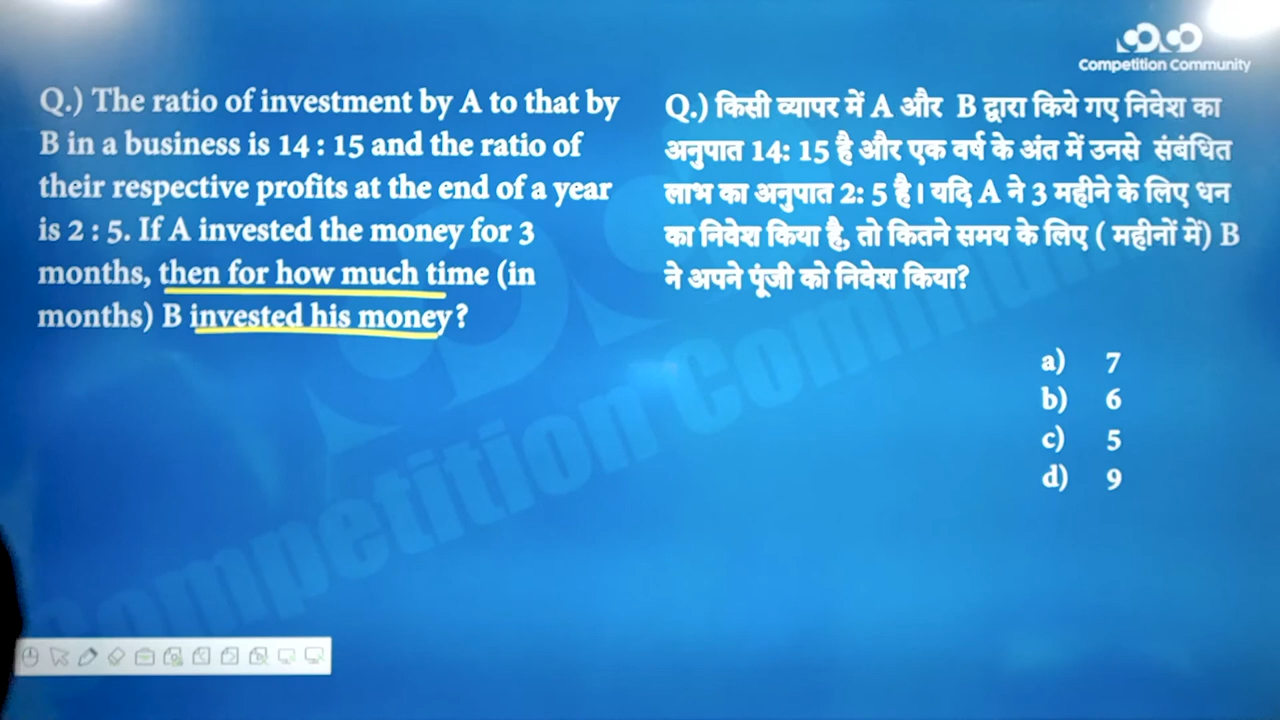 Competition Community
Q.) The ratio of investment by A to that by
B in a business is 14 : 15 and the ratio of
their respective profits at the end of a year
is 2 : 5. If A invested the money for 3
months, then for how much time (in
months) B invested his money?
Q.) किसी व्यापर में A और B द्वारा किये गए निवेश का
अनुपात 14: 15 है और एक वर्ष के अंत में उनसे संबंधित
लाभ का अनुपात 2: 5 है। यदि A ने 3 महीने के लिए धन
का निवेश किया है, तो कितने समय के लिए ( महीनों में) B
ने अपने पूंजी को निवेश किया?
a) 7
b) 6
c) 5
d) 9
Competition Community